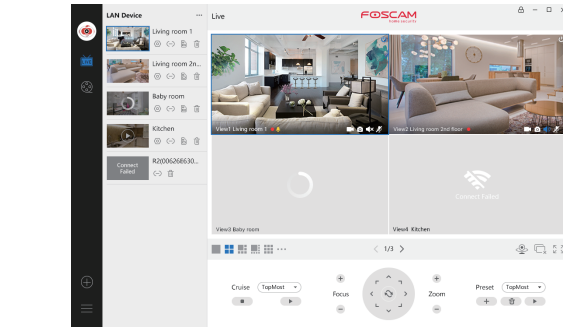 LAN Device
...
Live
FOSCAM
Living room 1
Living room 2n...
Baby room
Kitchen
Connect
Failed
R2(00626E630...
View1 Living room 1
View2 Living room 2nd floor
Connect Failed
View3 Baby room
View4 Kitchen
1/3
Cruise
TopMost
Focus
Zoom
Preset
TopMost